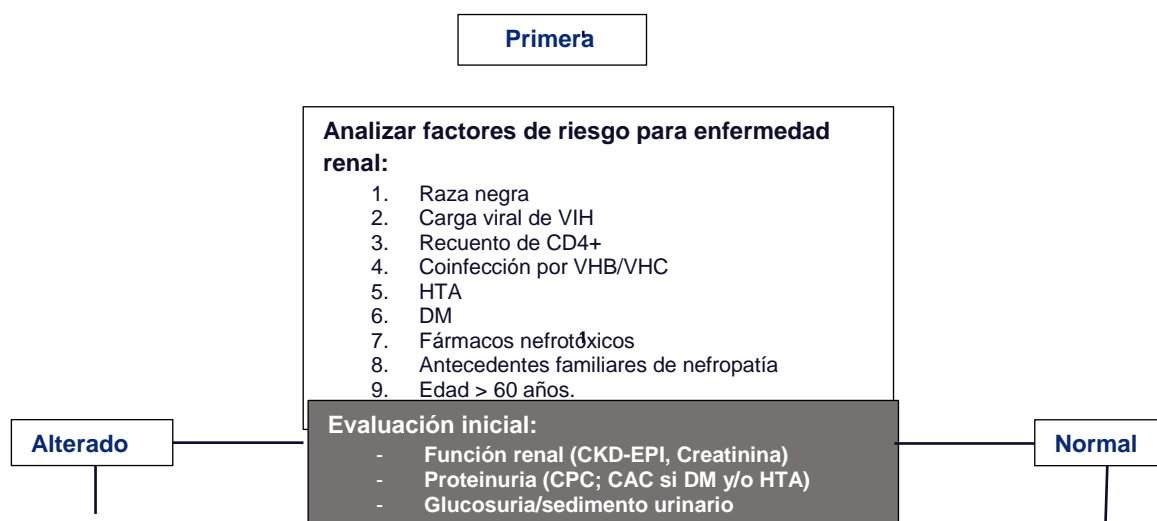 Primera
Analizar factores de riesgo para enfermedad
renal:
1. Raza negra
2. Carga viral de VIH
3. Recuento de CD4+
4. Coinfección por VHB/VHC
5. HTA
6. DM
7. Fármacos nefrotóxicos
8. Antecedentes familiares de nefropatía
9. Edad > 60 años.
Alterado
Evaluación inicial:
- Función renal (CKD-EPI, Creatinina)
- Proteinuria (CPC; CAC si DM y/o HTA)
- Glucosuria/sedimento urinario
Normal